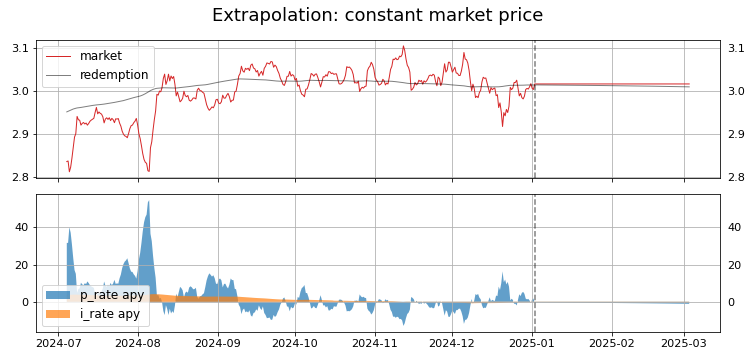 Extrapolation: constant market price
3.1 3.1
market
redemption
3.0 3.0
2.9 2.9
2.8 2.8
40 40
20 20
0 0
p_rate apy
i_rate apy
2024-07 2024-08 2024-09 2024-10 2024-11 2024-12 2025-01 2025-02 2025-03